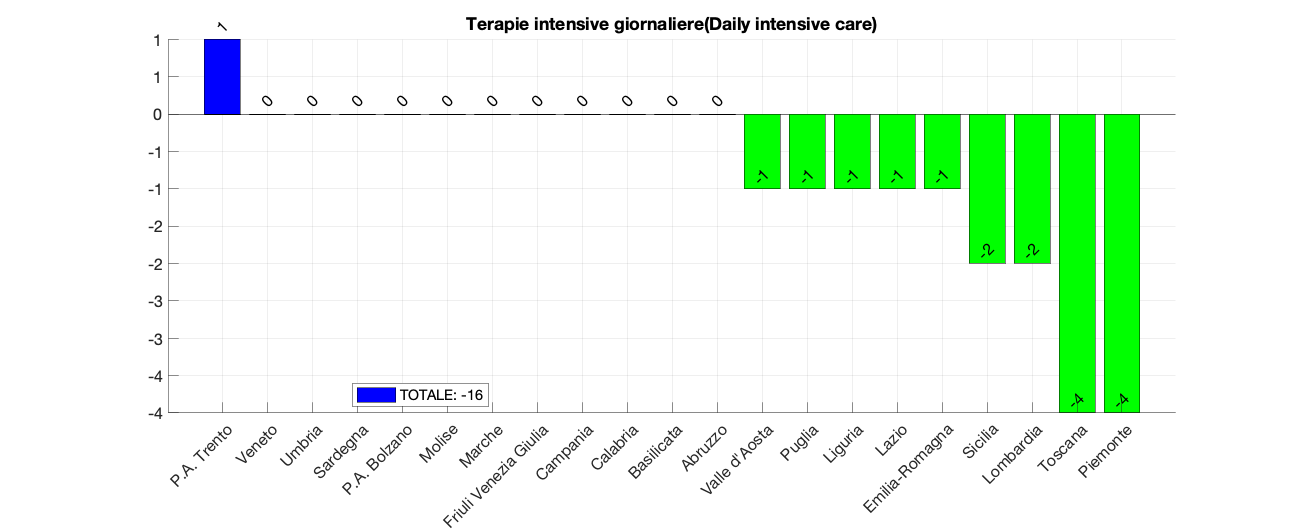 Terapie intensive giornaliere(Daily intensive care)
1
1
0
-1
-1
-2
-2
-3
-3
-4
-4
1
0
0
0
0
0
0
0
0
0
0
0
-1
-1
-1
-1
-1
-2
-2
-4
-4
TOTALE: -16
P.A. Trento
Veneto
Umbria
Sardegna
P.A. Bolzano
Molise
Marche
Friuli Venezia Giulia
Campania
Calabria
Basilicata
Abruzzo
Valle d'Aosta
Puglia
Liguria
Lazio
Emilia-Romagna
Sicilia
Lombardia
Toscana
Piemonte